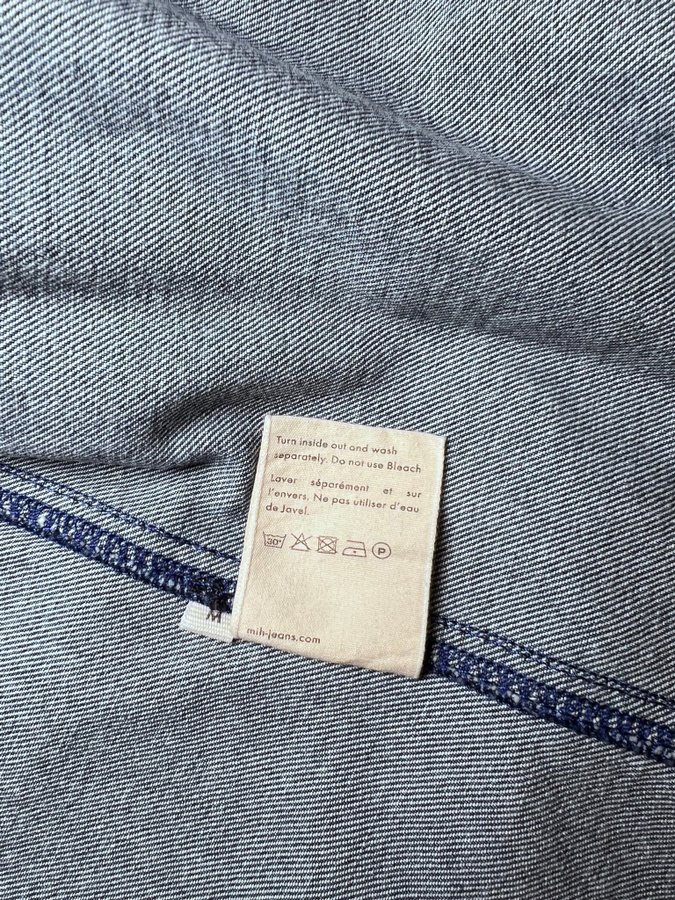 Turn inside out and wash
separately. Do not use Bleach
Laver séparément et sur
l'envers. Ne pas utiliser d'eau
de Javel.
30° P
mih-jeans.com
M